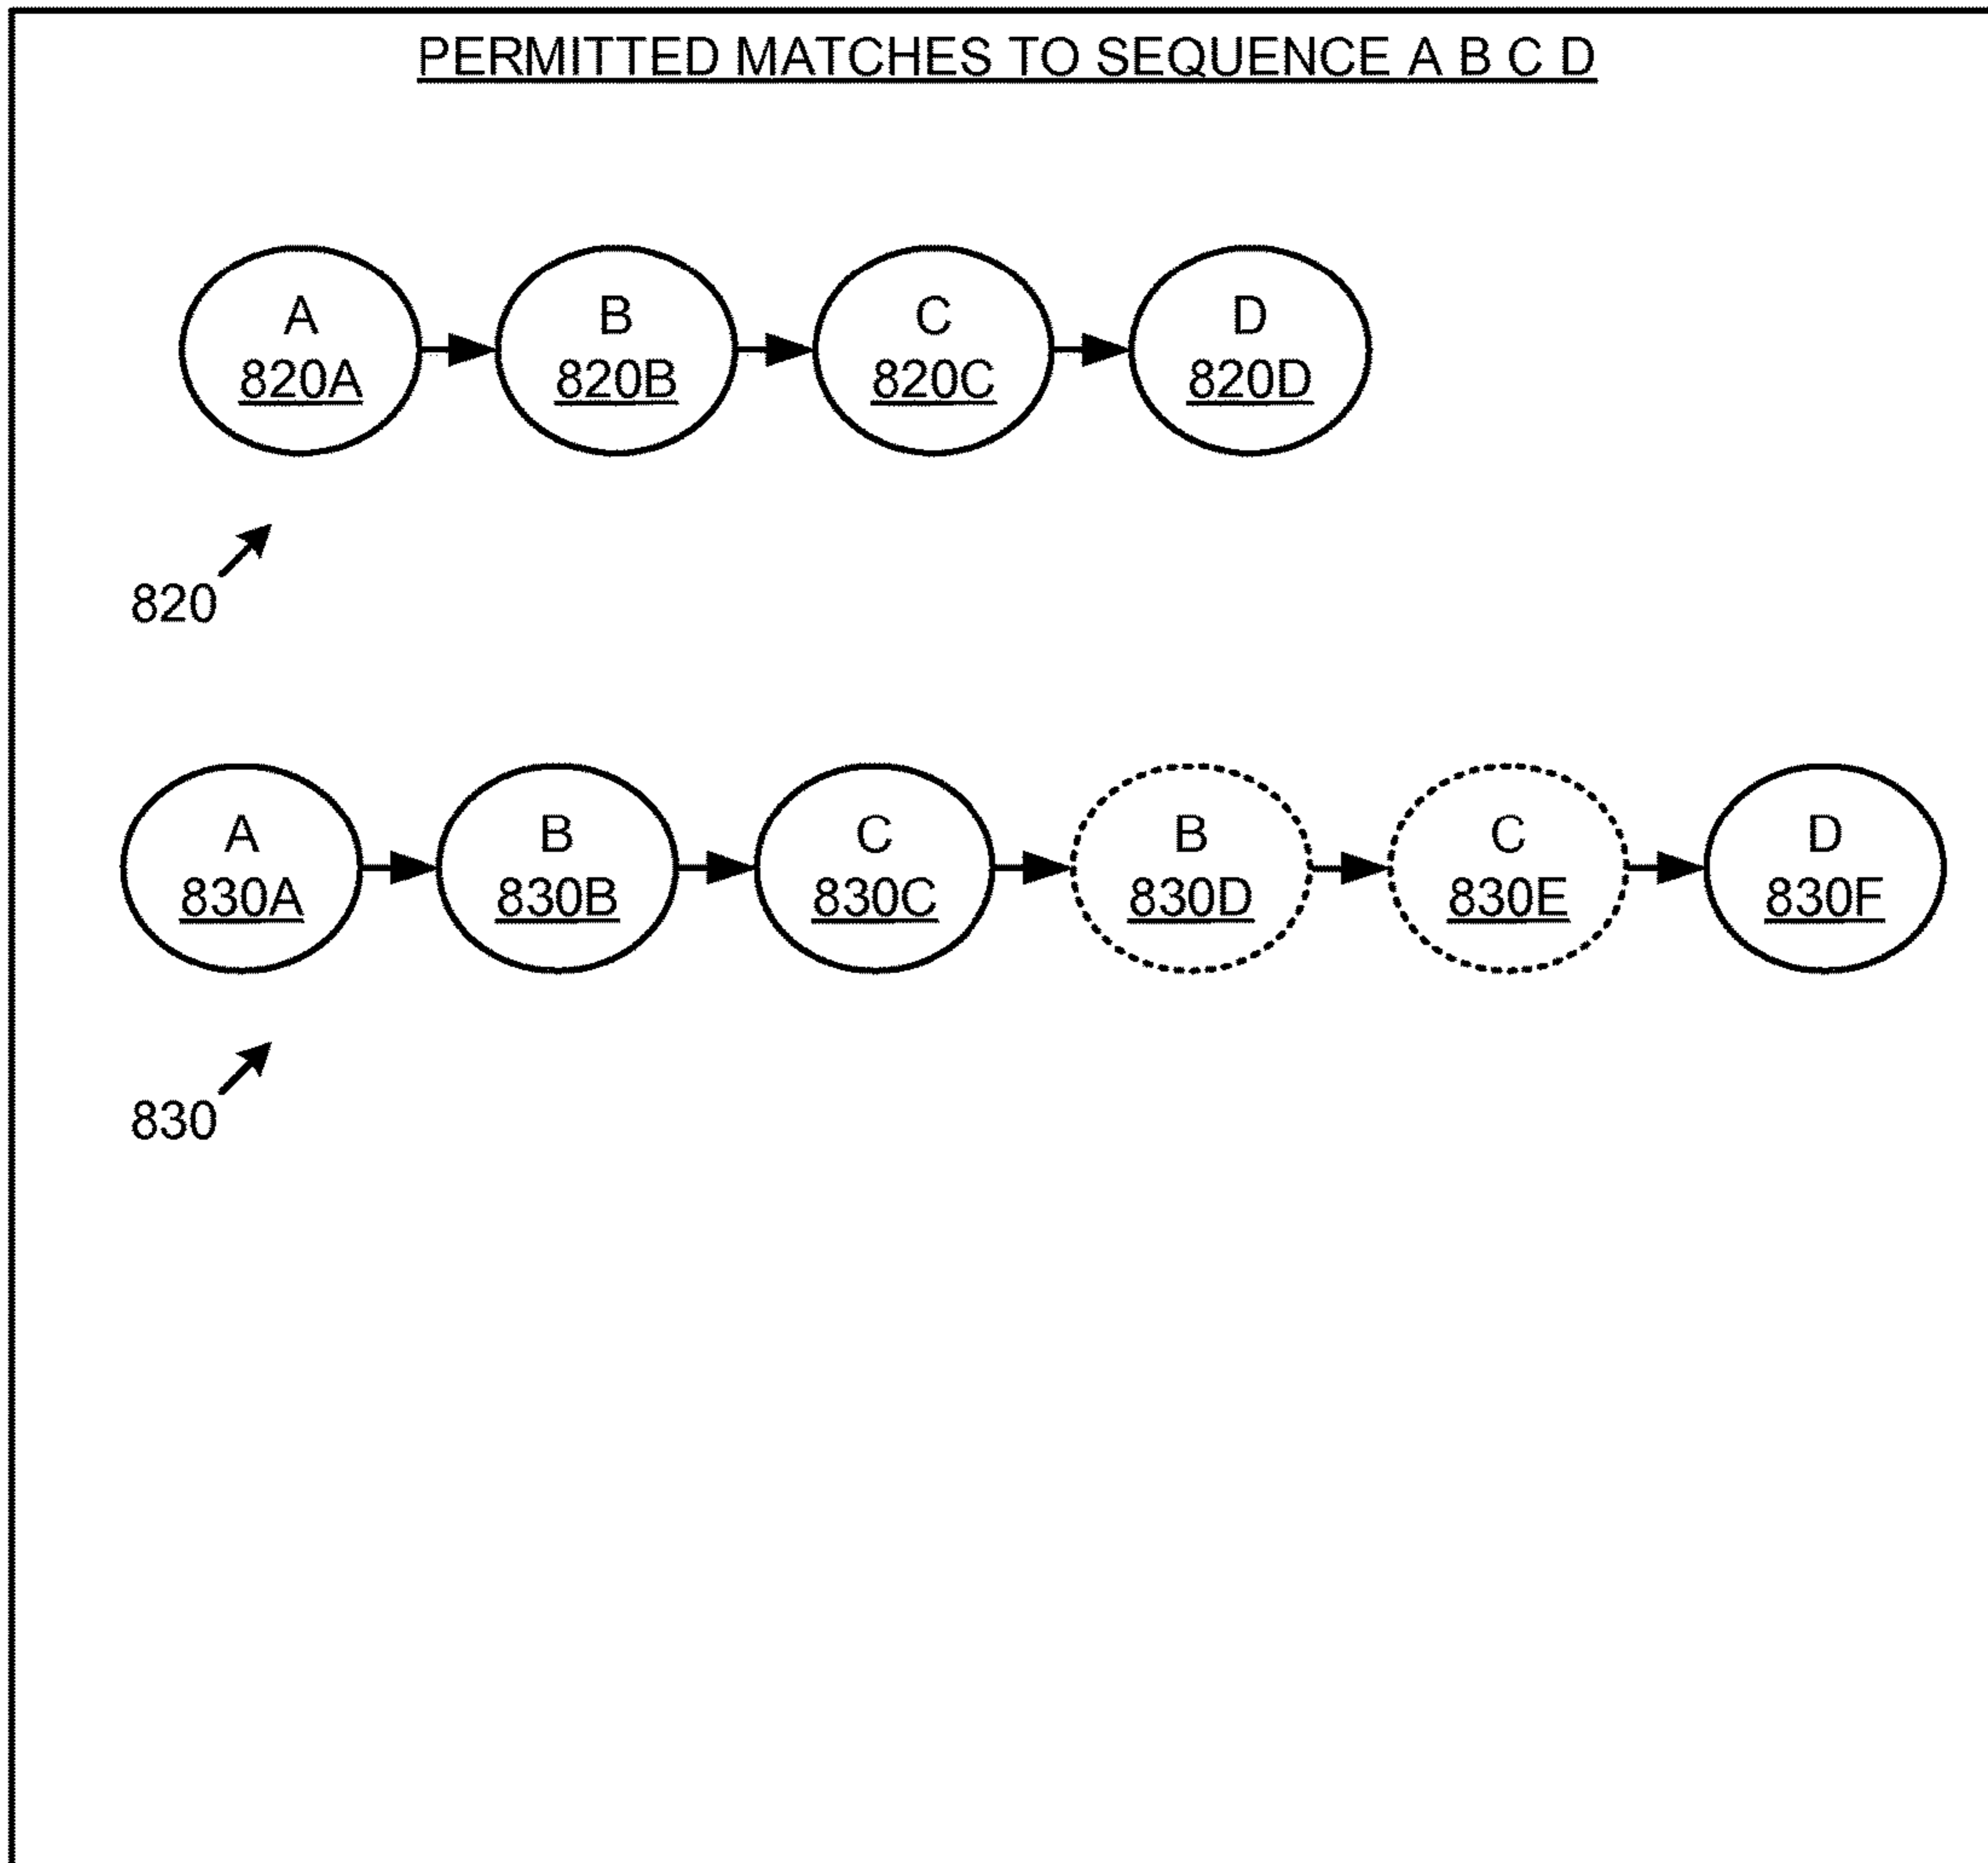 PERMITTED MATCHES TO SEQUENCE A B C D
A B C D
820A 820B 820C 820D
820
A B C B C D
830A 830B 830C 830D 830E 830F
830